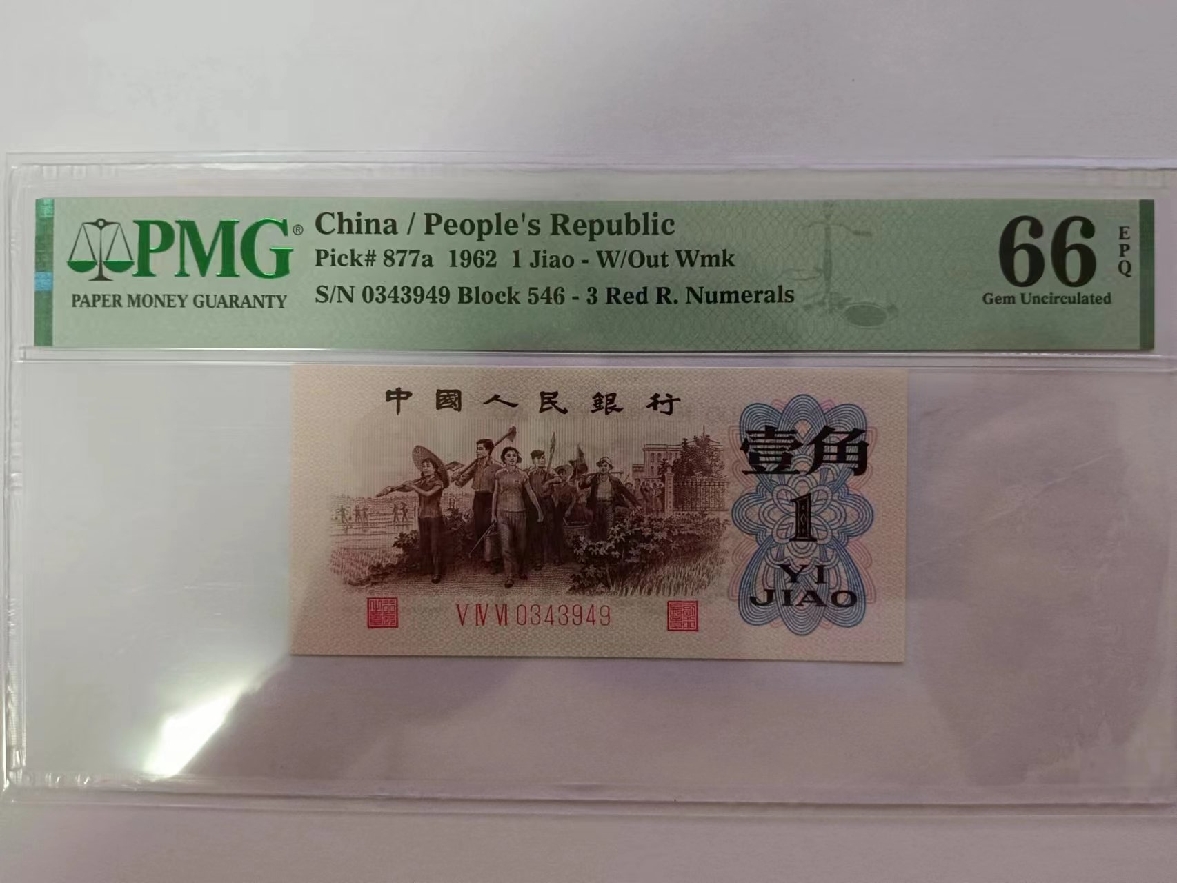 PMG®
PAPER MONEY GUARANTY
China / People's Republic
Pick# 877a 1962 1 Jiao - W/Out Wmk
S/N 0343949 Block 546 - 3 Red R. Numerals
66
EPQ
Gem Uncirculated
中國人民銀行
壹角
1
YI
JIAO
V IV VI 0343949